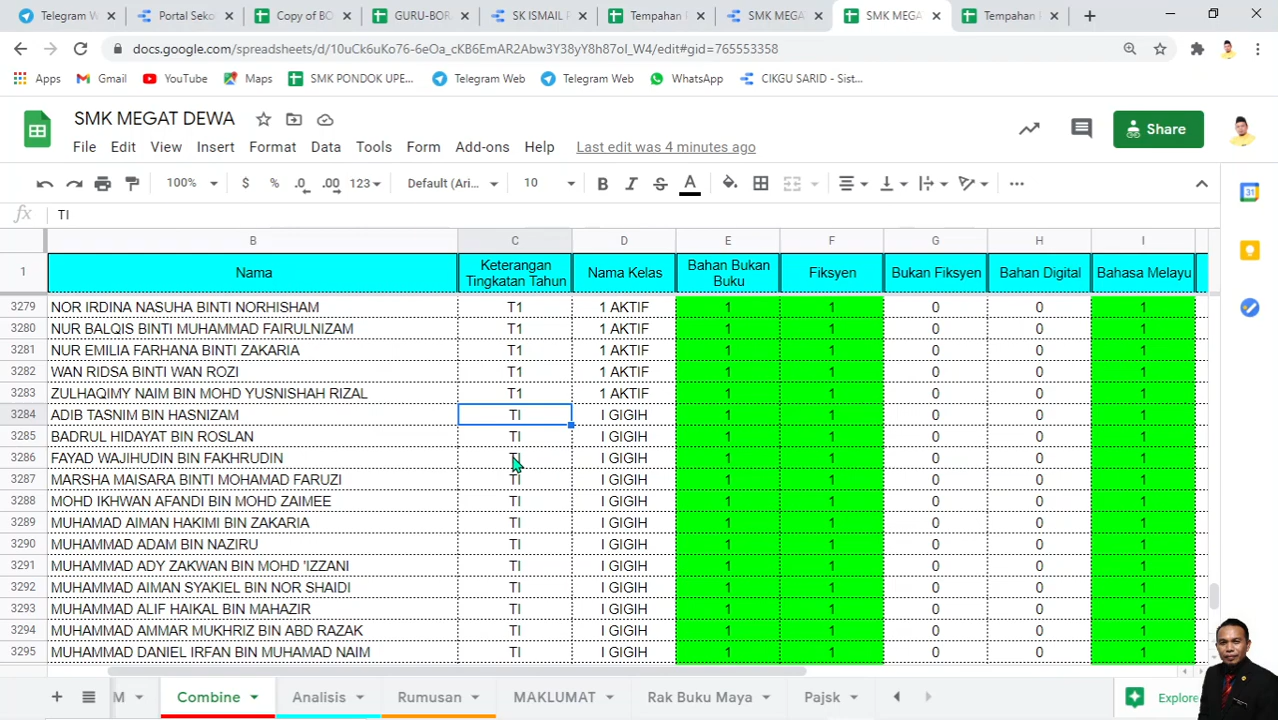 Telegram W
Portal Seko
Copy of BO
GURU-BOR
SK ISMAIL E
Tempahan F
SMK MEGAT
SMK MEGA
Tempahan F
docs.google.com/spreadsheets/d/10uCk6uKo76-6eOa_cKB6EmAR2Abw3Y38yY8h87oI_W4/edit#gid=765553358
Apps
Gmail
YouTube
Maps
SMK PONDOK UPE...
Telegram Web
Telegram Web
WhatsApp
CIKGU SARID - Sist...
SMK MEGAT DEWA
Share
File Edit View Insert Format Data Tools Form Add-ons Help Last edit was 4 minutes ago
100% $ % .0 .00 123 Default (Ari... 10 B I S A
31
fx TI
B C D E F G H I
1 Nama Keterangan Tingkatan Tahun Nama Kelas Bahan Bukan Buku Fiksyen Bukan Fiksyen Bahan Digital Bahasa Melayu
3279 NOR IRDINA NASUHA BINTI NORHISHAM T1 1 AKTIF 1 1 0 0 1
3280 NUR BALQIS BINTI MUHAMMAD FAIRULNIZAM T1 1 AKTIF 1 1 0 0 1
3281 NUR EMILIA FARHANA BINTI ZAKARIA T1 1 AKTIF 1 1 0 0 1
3282 WAN RIDSA BINTI WAN ROZI T1 1 AKTIF 1 1 0 0 1
3283 ZULHAQIMY NAIM BIN MOHD YUSNISHAH RIZAL T1 1 AKTIF 1 1 0 0 1
3284 ADIB TASNIM BIN HASNIZAM TI I GIGIH 1 1 0 0 1
3285 BADRUL HIDAYAT BIN ROSLAN TI I GIGIH 1 1 0 0 1
3286 FAYAD WAJIHUDIN BIN FAKHRUDIN TI I GIGIH 1 1 0 0 1
3287 MARSHA MAISARA BINTI MOHAMAD FARUZI TI I GIGIH 1 1 0 0 1
3288 MOHD IKHWAN AFANDI BIN MOHD ZAIMEE TI I GIGIH 1 1 0 0 1
3289 MUHAMAD AIMAN HAKIMI BIN ZAKARIA TI I GIGIH 1 1 0 0 1
3290 MUHAMMAD ADAM BIN NAZIRU TI I GIGIH 1 1 0 0 1
3291 MUHAMMAD ADY ZAKWAN BIN MOHD 'IZZANI TI I GIGIH 1 1 0 0 1
3292 MUHAMMAD AIMAN SYAKIEL BIN NOR SHAIDI TI I GIGIH 1 1 0 0 1
3293 MUHAMMAD ALIF HAIKAL BIN MAHAZIR TI I GIGIH 1 1 0 0 1
3294 MUHAMMAD AMMAR MUKHRIZ BIN ABD RAZAK TI I GIGIH 1 1 0 0 1
3295 MUHAMMAD DANIEL IRFAN BIN MUHAMAD NAIM TI I GIGIH 1 1 0 0 1
M Combine Analisis Rumusan MAKLUMAT Rak Buku Maya Pajsk Explore